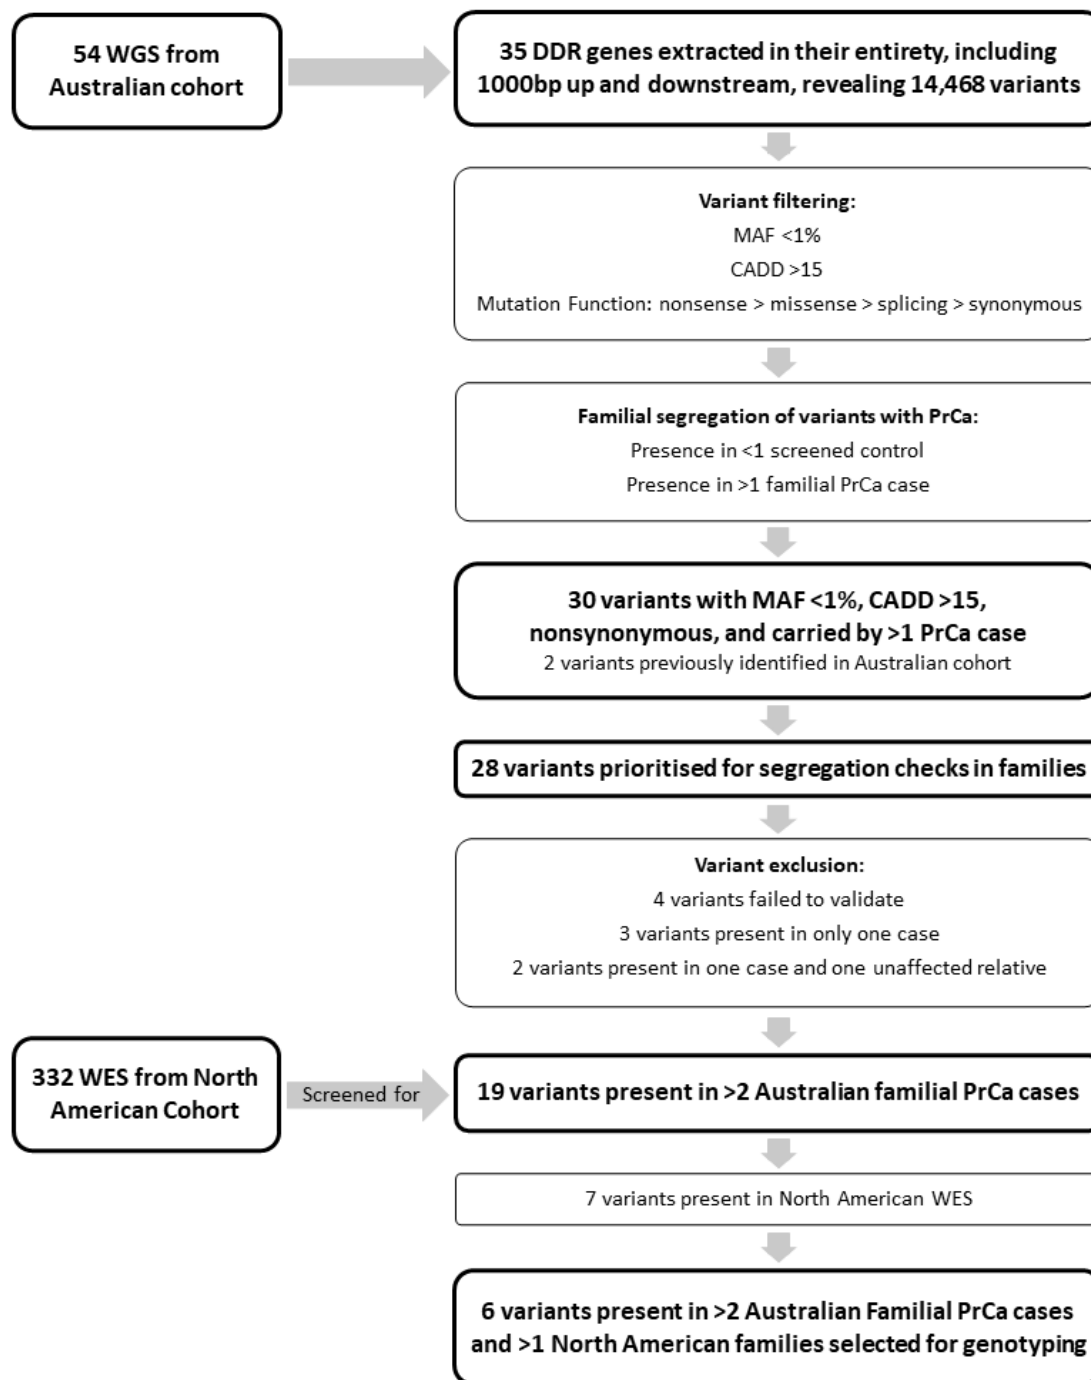 54 WGS from
Australian cohort
35 DDR genes extracted in their entirety, including
1000bp up and downstream, revealing 14,468 variants
Variant filtering:
MAF <1%
CADD >15
Mutation Function: nonsense > missense > splicing > synonymous
Familial segregation of variants with PrCa:
Presence in <1 screened control
Presence in >1 familial PrCa case
30 variants with MAF <1%, CADD >15,
nonsynonymous, and carried by >1 PrCa case
2 variants previously identified in Australian cohort
28 variants prioritised for segregation checks in families
Variant exclusion:
4 variants failed to validate
3 variants present in only one case
2 variants present in one case and one unaffected relative
332 WES from North
American Cohort
Screened for
19 variants present in >2 Australian familial PrCa cases
7 variants present in North American WES
6 variants present in >2 Australian Familial PrCa cases
and >1 North American families selected for genotyping